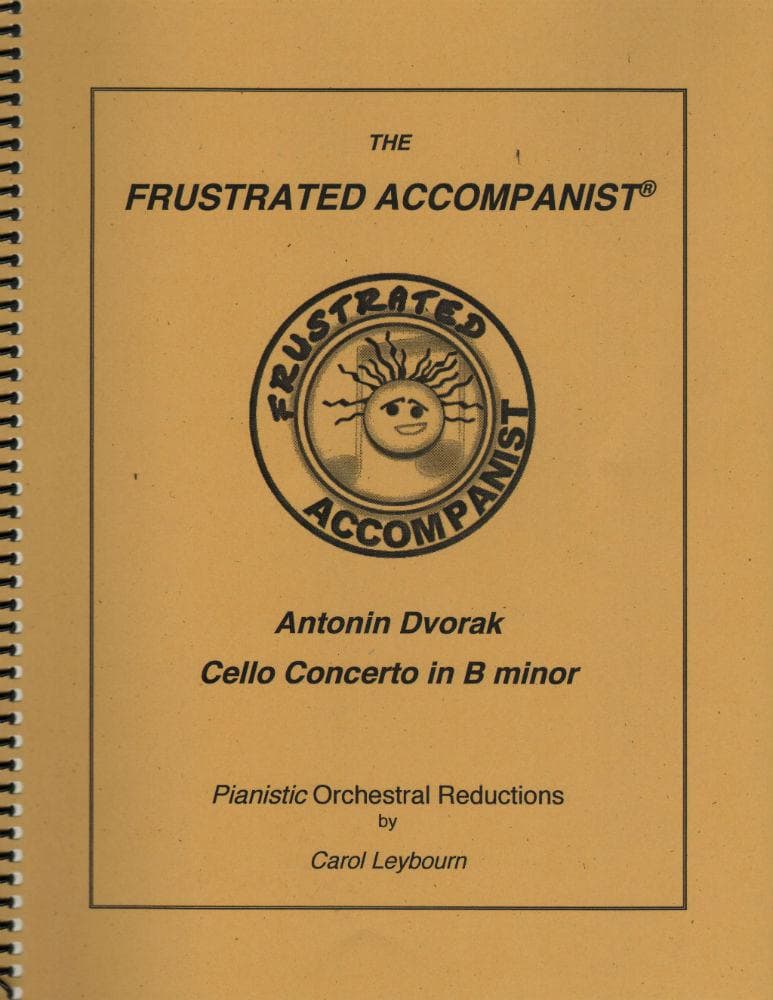 THE
FRUSTRATED ACCOMPANIST®
FRUSTRATED
ACCOMPANIST
Antonin Dvorak
Cello Concerto in B minor
Pianistic Orchestral Reductions
by
Carol Leybourn